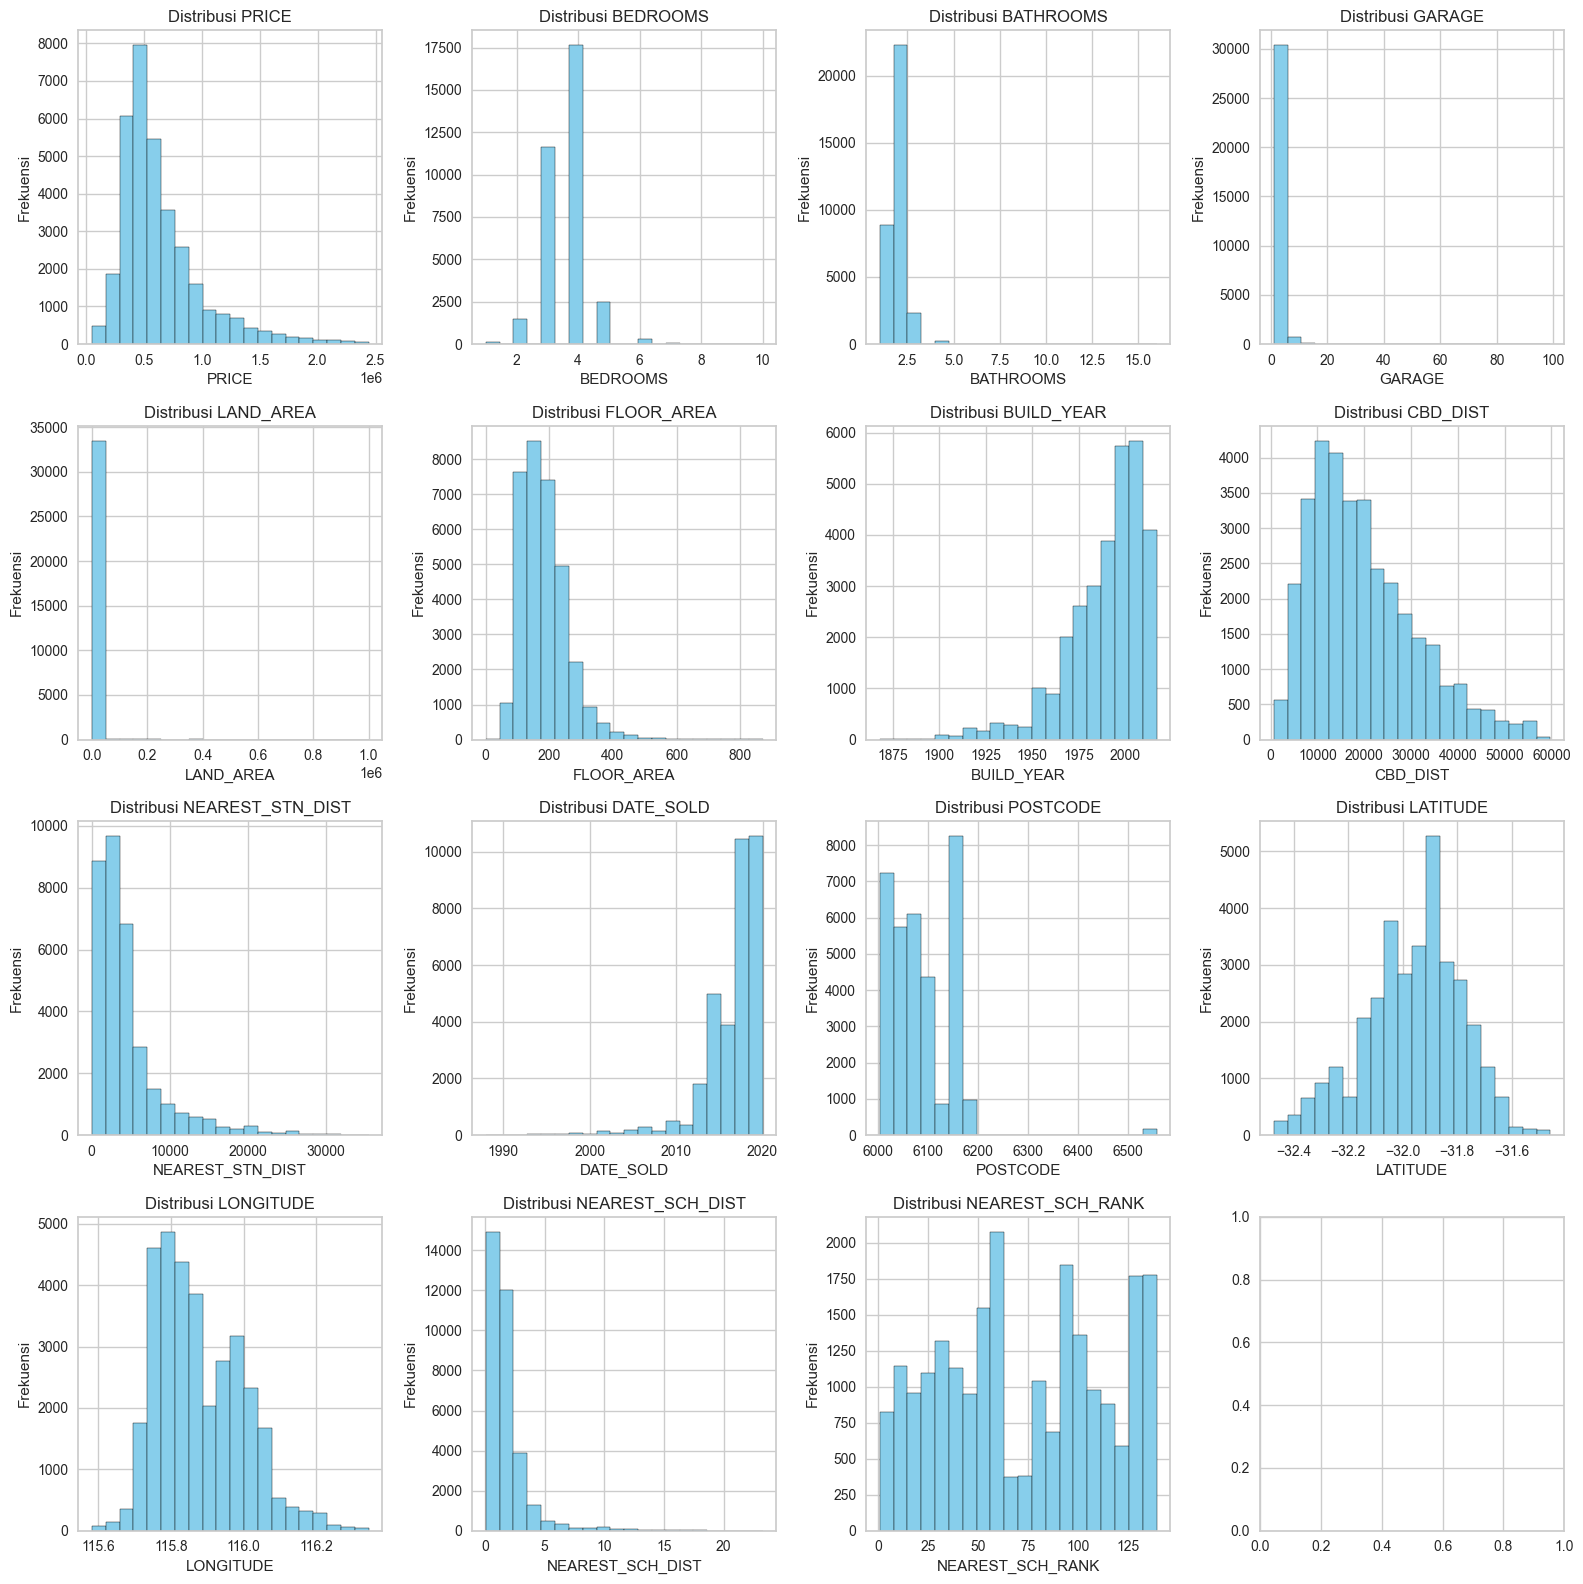 Distribusi PRICE
Frekuensi
8000
7000
6000
5000
4000
3000
2000
1000
0
0.0 0.5 1.0 1.5 2.0 2.5
1e6
PRICE
Distribusi BEDROOMS
Frekuensi
17500
15000
12500
10000
7500
5000
2500
0
2 4 6 8 10
BEDROOMS
Distribusi BATHROOMS
Frekuensi
20000
15000
10000
5000
0
2.5 5.0 7.5 10.0 12.5 15.0
BATHROOMS
Distribusi GARAGE
Frekuensi
30000
25000
20000
15000
10000
5000
0
0 20 40 60 80 100
GARAGE
Distribusi LAND_AREA
Frekuensi
35000
30000
25000
20000
15000
10000
5000
0
0.0 0.2 0.4 0.6 0.8 1.0
1e6
LAND_AREA
Distribusi FLOOR_AREA
Frekuensi
8000
7000
6000
5000
4000
3000
2000
1000
0
0 200 400 600 800
FLOOR_AREA
Distribusi BUILD_YEAR
Frekuensi
6000
5000
4000
3000
2000
1000
0
1875 1900 1925 1950 1975 2000
BUILD_YEAR
Distribusi CBD_DIST
Frekuensi
4000
3500
3000
2500
2000
1500
1000
500
0
0 10000 20000 30000 40000 50000 60000
CBD_DIST
Distribusi NEAREST_STN_DIST
Frekuensi
10000
8000
6000
4000
2000
0
0 10000 20000 30000
NEAREST_STN_DIST
Distribusi DATE_SOLD
Frekuensi
10000
8000
6000
4000
2000
0
1990 2000 2010 2020
DATE_SOLD
Distribusi POSTCODE
Frekuensi
8000
7000
6000
5000
4000
3000
2000
1000
0
6000 6100 6200 6300 6400 6500
POSTCODE
Distribusi LATITUDE
Frekuensi
5000
4000
3000
2000
1000
0
−32.4 −32.2 −32.0 −31.8 −31.6
LATITUDE
Distribusi LONGITUDE
Frekuensi
5000
4000
3000
2000
1000
0
115.6 115.8 116.0 116.2
LONGITUDE
Distribusi NEAREST_SCH_DIST
Frekuensi
14000
12000
10000
8000
6000
4000
2000
0
0 5 10 15 20
NEAREST_SCH_DIST
Distribusi NEAREST_SCH_RANK
Frekuensi
2000
1750
1500
1250
1000
750
500
250
0
0 25 50 75 100 125
NEAREST_SCH_RANK
1.0
0.8
0.6
0.4
0.2
0.0
0.0 0.2 0.4 0.6 0.8 1.0